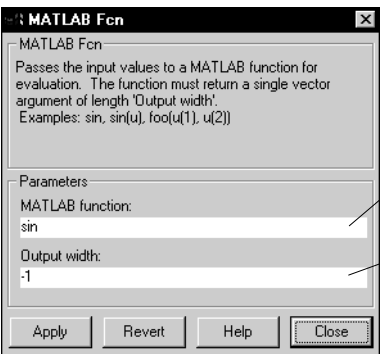 MATLAB Fcn
MATLAB Fcn
Passes the input values to a MATLAB function for
evaluation. The function must return a single vector
argument of length 'Output width'.
Examples: sin, sin(u), foo(u(1), u(2))
Parameters
MATLAB function:
sin
Output width:
-1
Apply Revert Help Close